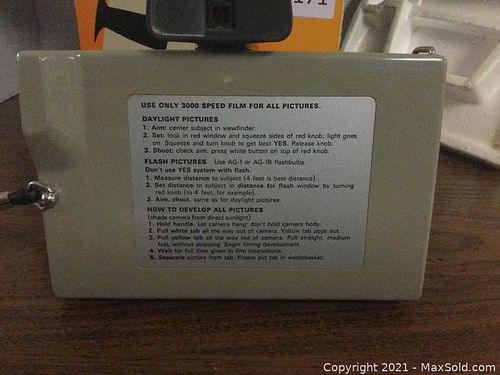 171
USE ONLY 3000 SPEED FILM FOR ALL PICTURES.
DAYLIGHT PICTURES
1. Aim: center subject in viewfinder.
2. Set: look in red window and squeeze sides of red knob; light goes
on. Squeeze and turn knob to get best YES. Release knob.
3. Shoot: check aim, press white button on top of red knob.
FLASH PICTURES Use AG-1 or AG-1B flashbulbs.
Don't use YES system with flash.
1. Measure distance to subject (4 feet is best distance).
2. Set distance to subject in distance for flash window by turning
red knob (to 4 feet, for example).
3. Aim, shoot, same as for daylight pictures.
HOW TO DEVELOP ALL PICTURES
(shade camera from direct sunlight)
1. Hold handle. Let camera hang; don't hold camera body.
2. Pull white tab all the way out of camera. Yellow tab pops out.
3. Pull yellow tab all the way out of camera. Pull straight, medium
fast, without stopping. Begin timing development.
4. Wait for full time given in film instructions.
5. Separate picture from tab. Please put tab in wastebasket.
Copyright © 2021 - MaxSold.com